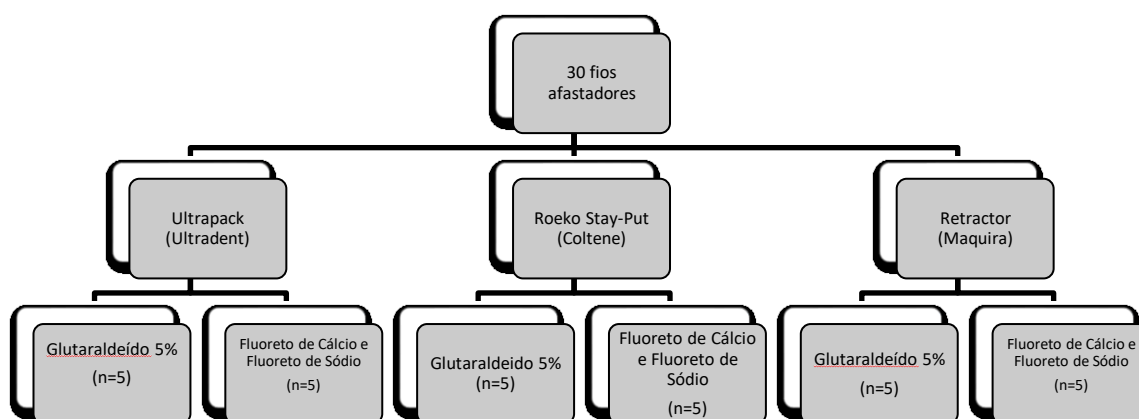 30 fios
afastadores
Ultrapack
(Ultradent)
Roeko Stay-Put
(Coltene)
Retractor
(Maquira)
Glutaraldeído 5%
(n=5)
Fluoreto de Cálcio e
Fluoreto de Sódio
(n=5)
Glutaraldeido 5%
(n=5)
Fluoreto de Cálcio
e Fluoreto de
Sódio
(n=5)
Glutaraldeído 5%
(n=5)
Fluoreto de Cálcio e
Fluoreto de Sódio
(n=5)